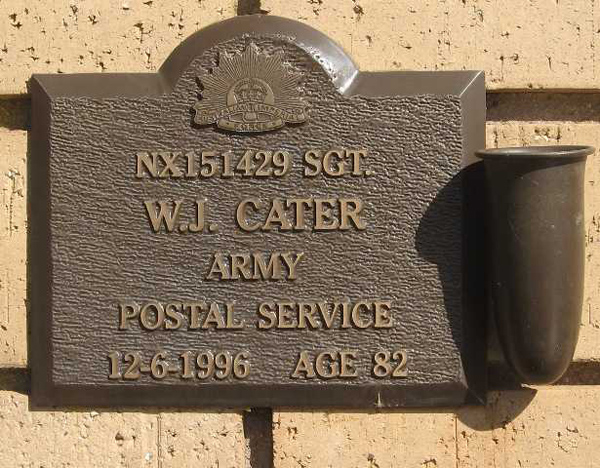 NX151429 SGT.
W.J. CATER
ARMY
POSTAL SERVICE
12-6-1996 AGE 82